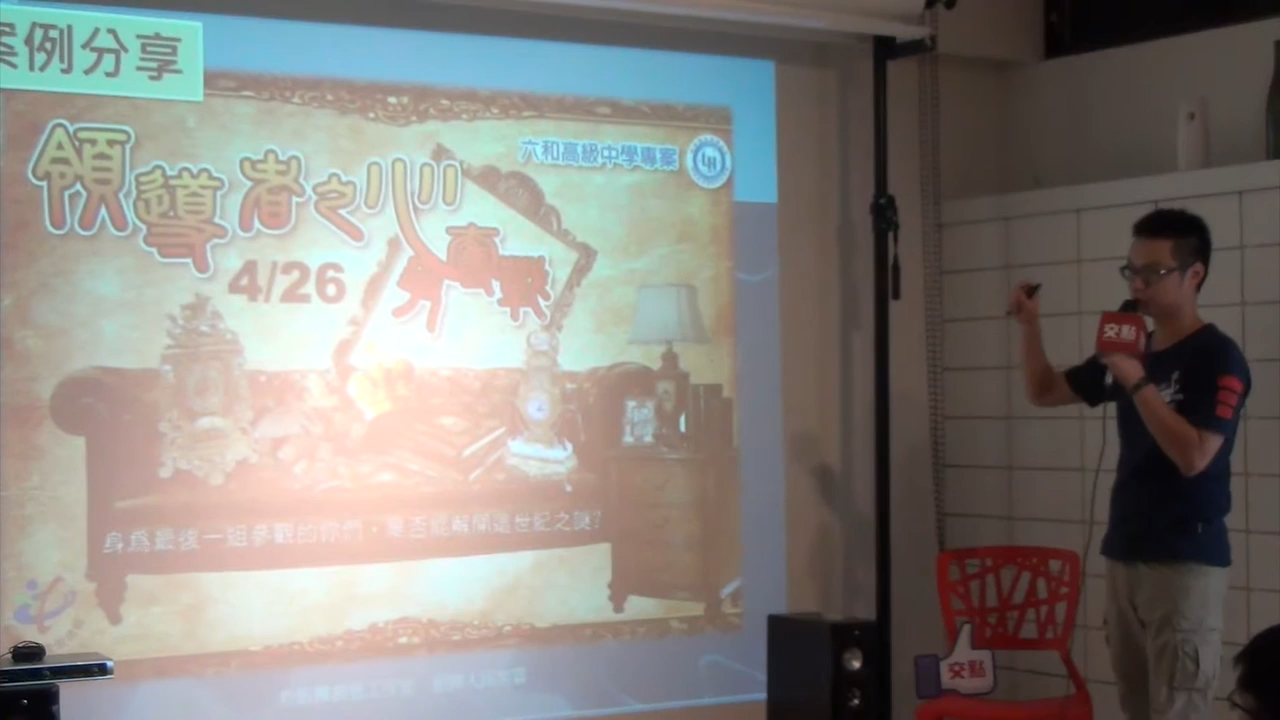 案例分享
領導者之心
4/26
六和高級中學專案
LH
身為最後一組參觀的你們，是否能解開這世紀之謎?
交點
交點